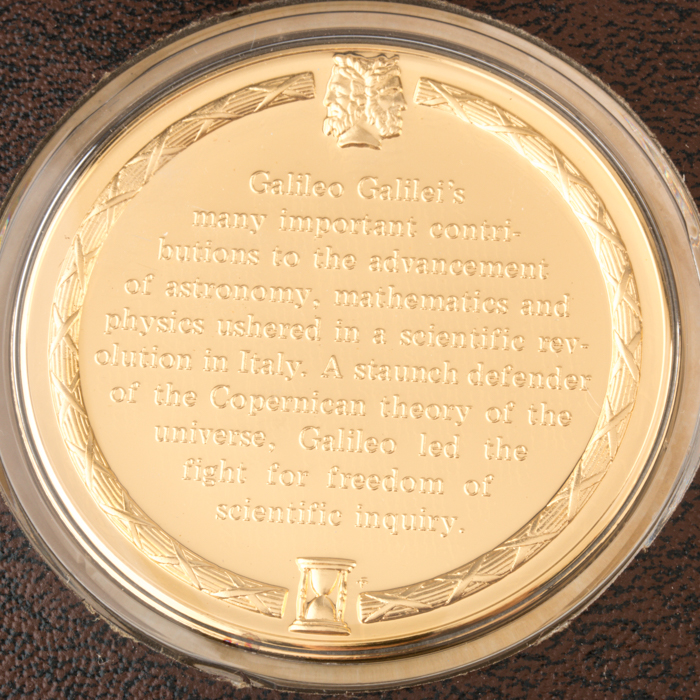 Galileo Galilei's
many important contri-
butions to the advancement
of astronomy, mathematics and
physics ushered in a scientific rev-
olution in Italy. A staunch defender
of the Copernican theory of the
universe, Galileo led the
fight for freedom of
scientific inquiry.